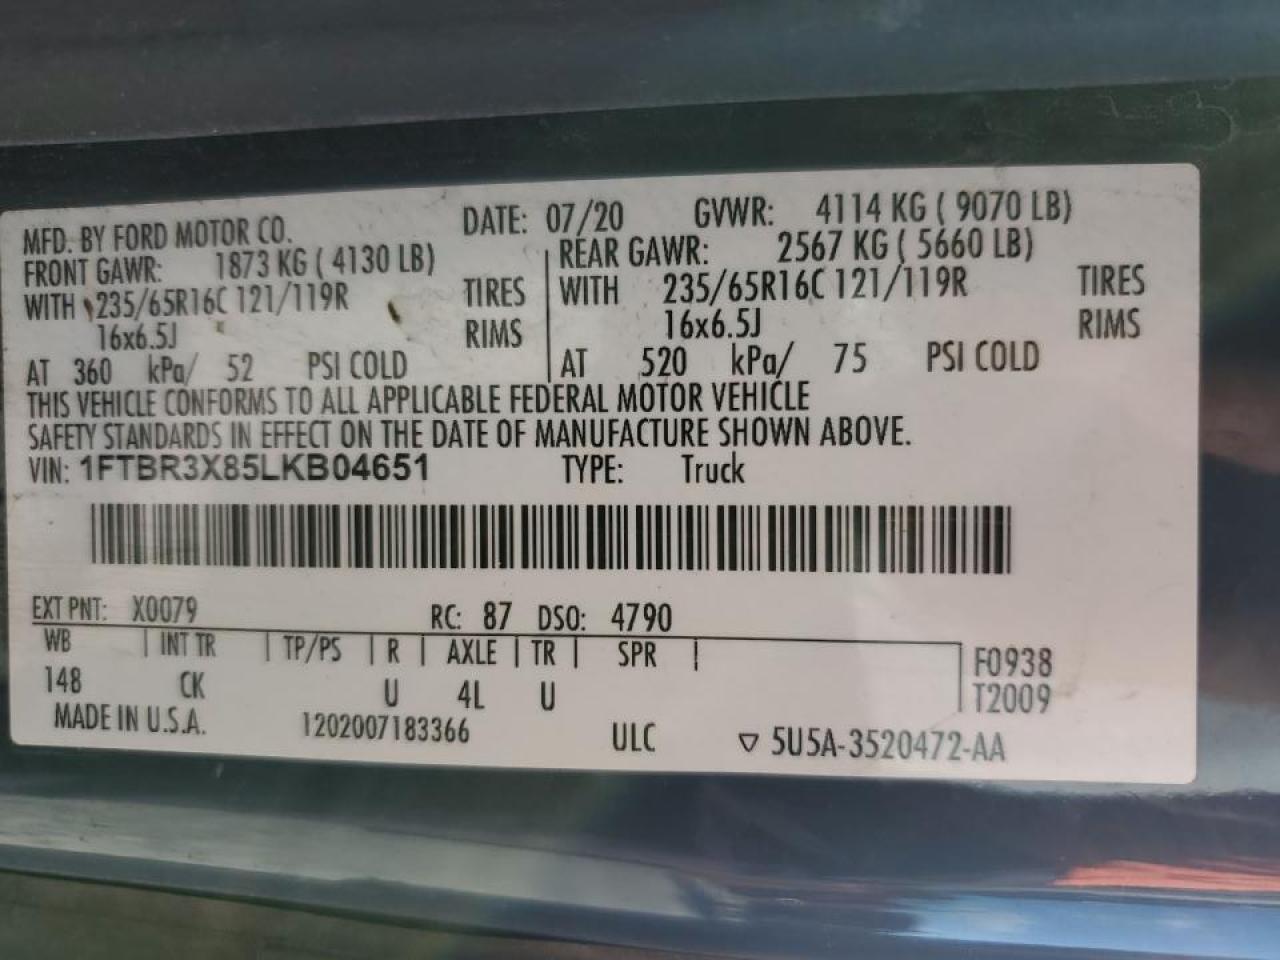 MFD. BY FORD MOTOR CO. DATE: 07/20 GVWR: 4114 KG ( 9070 LB)
FRONT GAWR: 1873 KG ( 4130 LB) REAR GAWR: 2567 KG ( 5660 LB)
WITH 235/65R16C 121/119R TIRES WITH 235/65R16C 121/119R TIRES
16x6.5J RIMS 16x6.5J RIMS
AT 360 kPa/ 52 PSI COLD AT 520 kPa/ 75 PSI COLD
THIS VEHICLE CONFORMS TO ALL APPLICABLE FEDERAL MOTOR VEHICLE
SAFETY STANDARDS IN EFFECT ON THE DATE OF MANUFACTURE SHOWN ABOVE.
VIN: 1FTBR3X85LKB04651 TYPE: Truck
EXT PNT: X0079 RC: 87 DSO: 4790
WB INT TR TP/PS R AXLE TR SPR F0938
148 CK U 4L U T2009
MADE IN U.S.A. 1202007183366 ULC ▽ 5U5A-3520472-AA